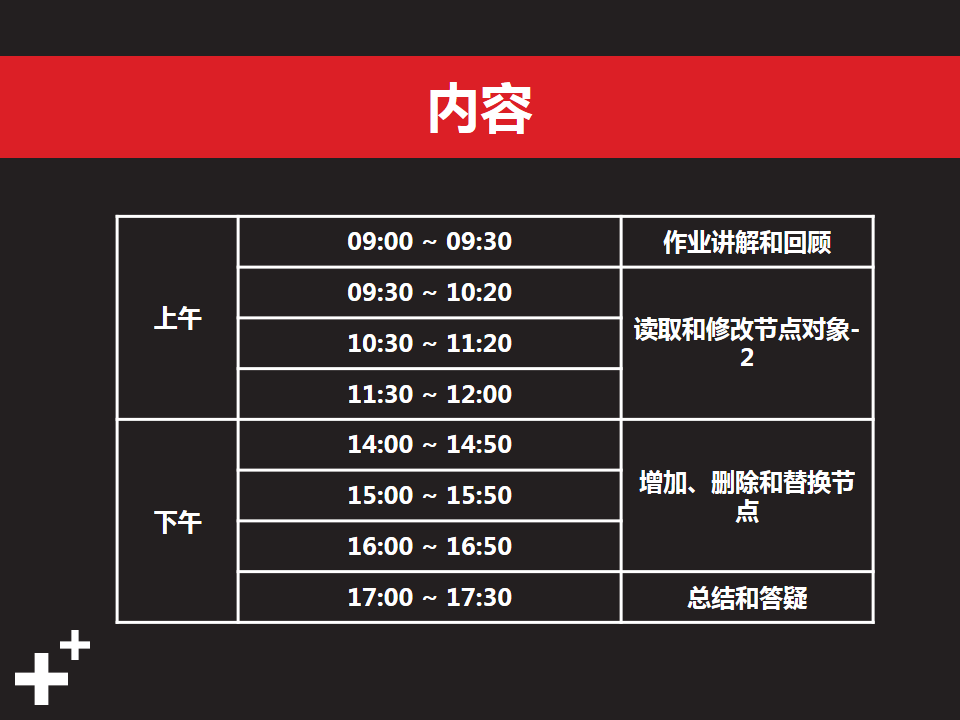 内容
上午
09:00 ~ 09:30
作业讲解和回顾
09:30 ~ 10:20
10:30 ~ 11:20
11:30 ~ 12:00
读取和修改节点对象-
2
下午
14:00 ~ 14:50
15:00 ~ 15:50
16:00 ~ 16:50
增加、删除和替换节
点
17:00 ~ 17:30
总结和答疑